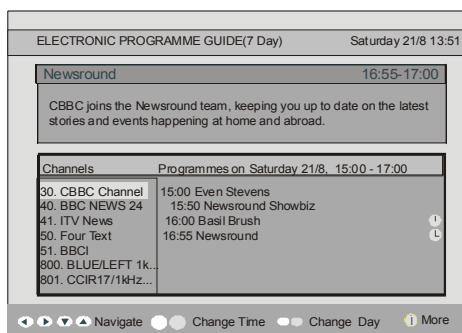 ELECTRONIC PROGRAMME GUIDE(7 Day) Saturday 21/8 13:51
Newsround 16:55-17:00
CBBC joins the Newsround team, keeping you up to date on the latest
stories and events happening at home and abroad.
Channels Programmes on Saturday 21/8, 15:00 - 17:00
30. CBBC Channel 15:00 Even Stevens
40. BBC NEWS 24 15:50 Newsround Showbiz
41. ITV News 16:00 Basil Brush
50. Four Text 16:55 Newsround
51. BBCI
800. BLUE/LEFT 1k...
801. CCIR17/1kHz...
Navigate Change Time Change Day i More